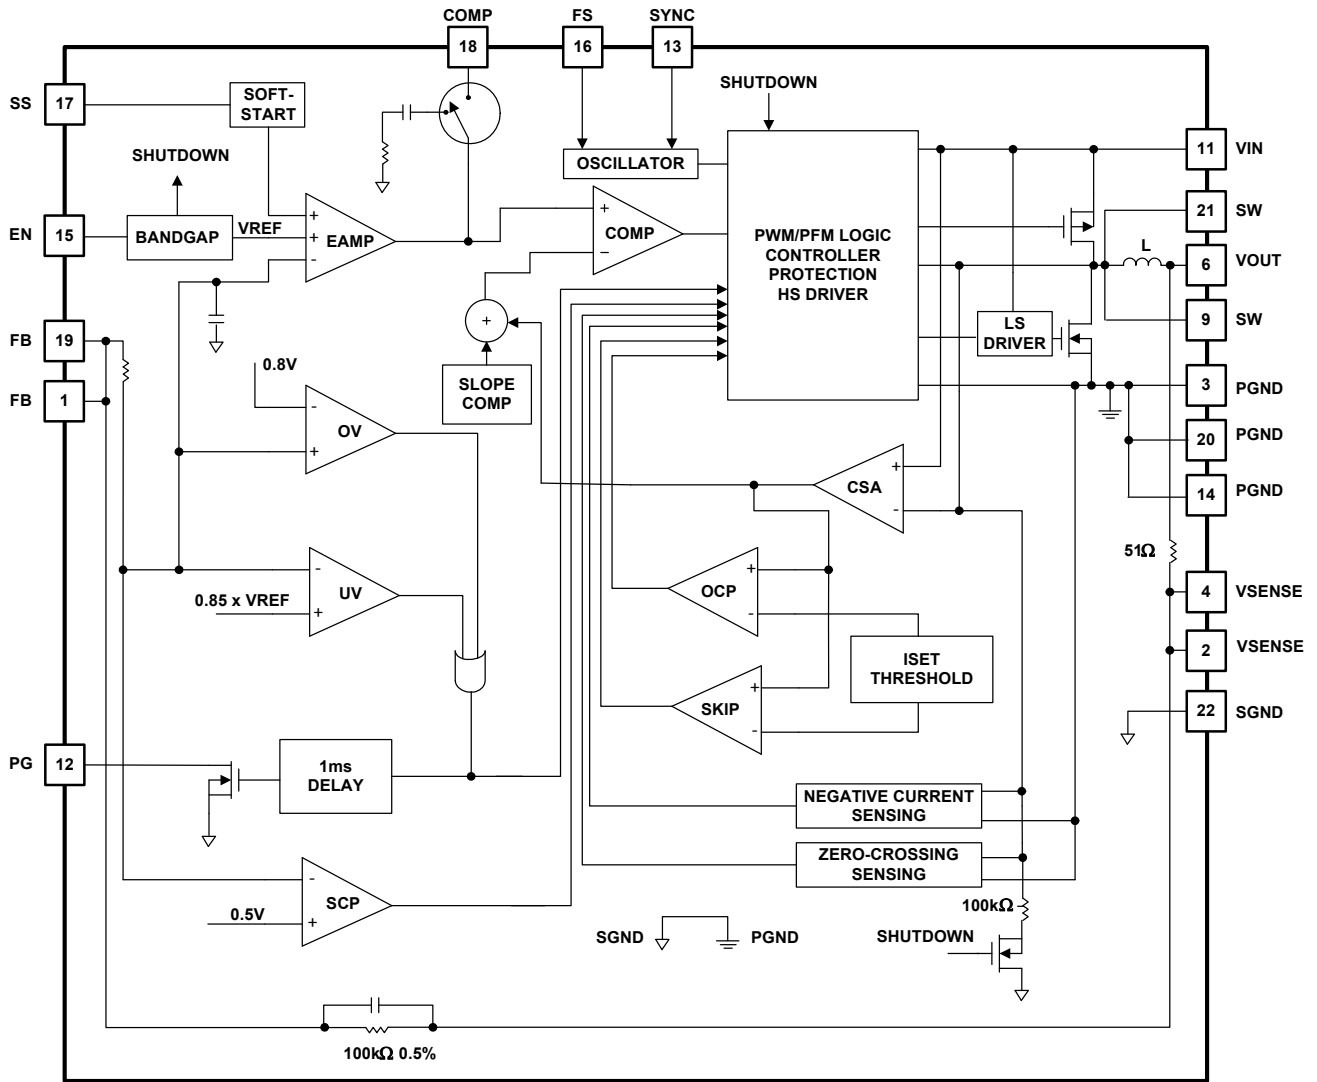 COMP
FS
SYNC
18
16
13
SS
17
SOFT-
START
SHUTDOWN
SHUTDOWN
OSCILLATOR
11
VIN
EN
15
BANDGAP
VREF
+
+
-
EAMP
+
-
COMP
PWM/PFM LOGIC
CONTROLLER
PROTECTION
HS DRIVER
21
SW
L
6
VOUT
+
LS
DRIVER
9
SW
FB
19
0.8V
SLOPE
COMP
3
PGND
FB
1
-
+
OV
20
PGND
CSA
+
-
14
PGND
51Ω
-
+
UV
0.85 x VREF
OCP
+
-
4
VSENSE
ISET
THRESHOLD
2
VSENSE
SKIP
+
-
22
SGND
PG
12
1ms
DELAY
NEGATIVE CURRENT
SENSING
ZERO-CROSSING
SENSING
-
+
SCP
0.5V
100kΩ
SGND
PGND
SHUTDOWN
100kΩ 0.5%